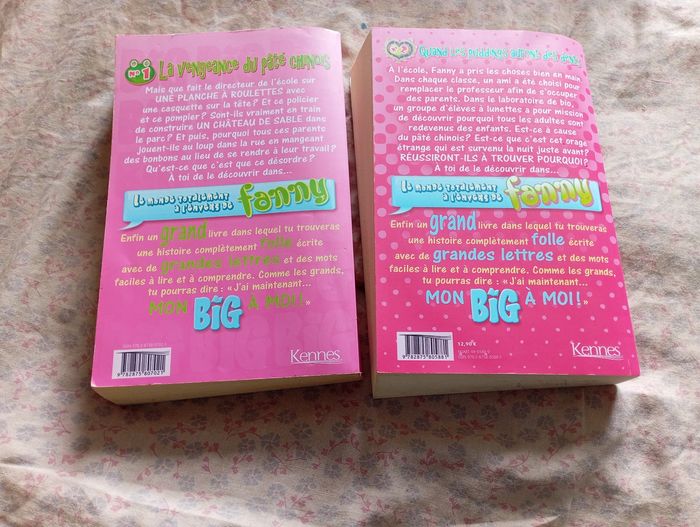 N° 1 LA VENGEANCE DU PÂTÉ CHINOIS
Mais que fait le directeur de l'école sur
UNE PLANCHE À ROULETTES avec
une casquette sur la tête? Et ce policier
et ce pompier? Sont-ils vraiment en train
de construire UN CHÂTEAU DE SABLE dans
le parc? Et puis, pourquoi tous ces parents
jouent-ils au loup dans la rue en mangeant
des bonbons au lieu de se rendre à leur travail?
Qu'est-ce que c'est que ce désordre?
À toi de le découvrir dans...
LE MONDE TOTALEMENT
À L'ENVERS DE
fanny
Enfin un grand livre dans lequel tu trouveras
une histoire complètement folle écrite
avec de grandes lettres et des mots
faciles à lire et à comprendre. Comme les grands,
tu pourras dire : « J'ai maintenant...
MON BIG À MOI! »
9 782875 807021
Kennes
QUAND LES PUDDINGS AURONT DES DENTS
À l'école, Fanny a pris les choses bien en main
Dans chaque classe, un ami a été choisi pour
remplacer le professeur afin de s'occuper
des parents. Dans le laboratoire de bio,
un groupe d'élèves à lunettes a pour mission
de découvrir pourquoi tous les adultes sont
redevenus des enfants. Est-ce à cause
du pâté chinois? Est-ce que c'est cet orage
étrange qui est survenu la nuit juste avant?
RÉUSSIRONT-ILS À TROUVER POURQUOI?
À toi de le découvrir dans...
LE MONDE TOTALEMENT
À L'ENVERS DE
fanny
Enfin un grand livre dans lequel tu trouveras
une histoire complètement folle écrite
avec de grandes lettres et des mots
faciles à lire et à comprendre. Comme les grands,
tu pourras dire : « J'ai maintenant...
MON BIG À MOI! »
12,90 €
9 782875 805881
Kennes